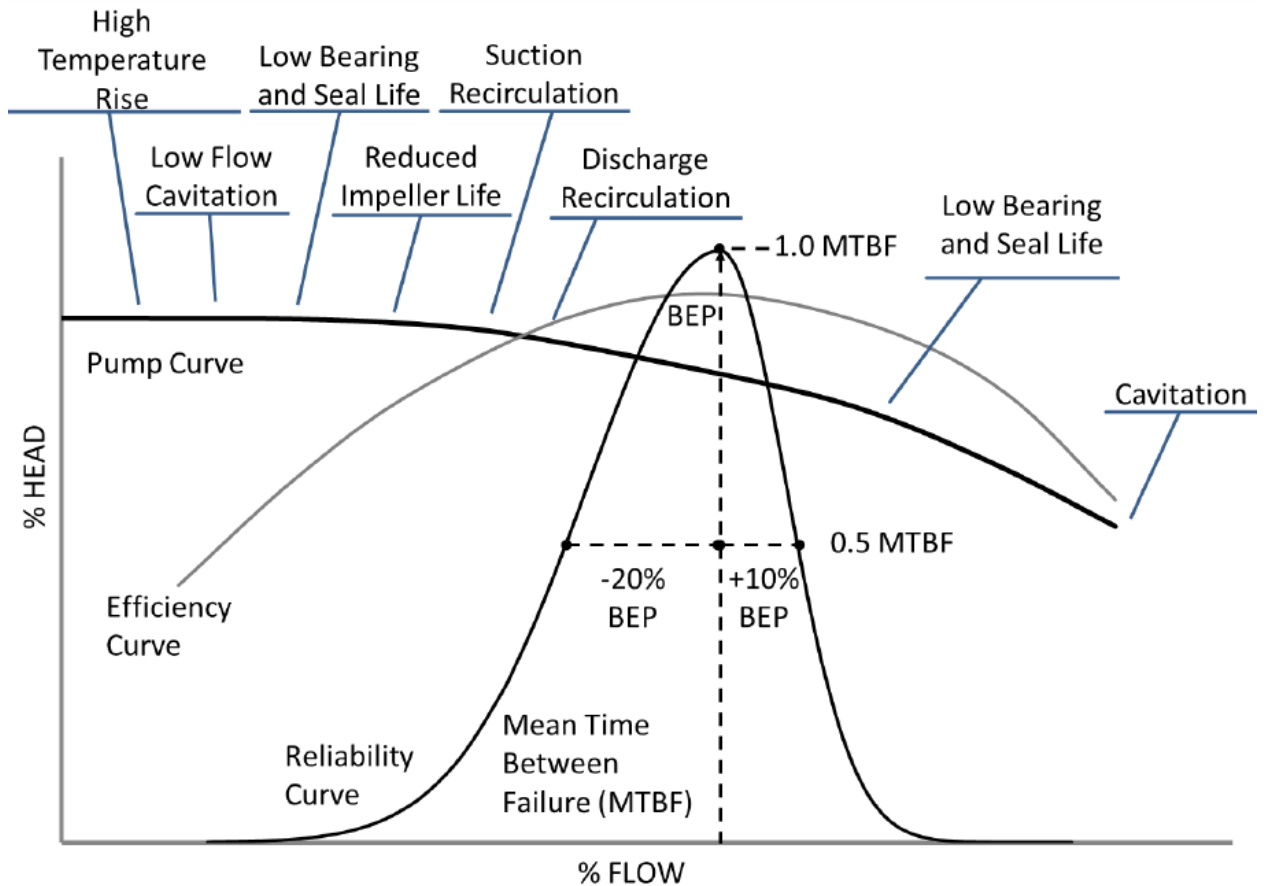 High
Temperature
Rise
Low Bearing
and Seal Life
Suction
Recirculation
Low Flow
Cavitation
Reduced
Impeller Life
Discharge
Recirculation
Low Bearing
and Seal Life
1.0 MTBF
BEP
Pump Curve
Cavitation
% HEAD
0.5 MTBF
-20%
BEP
+10%
BEP
Efficiency
Curve
Reliability
Curve
Mean Time
Between
Failure (MTBF)
% FLOW